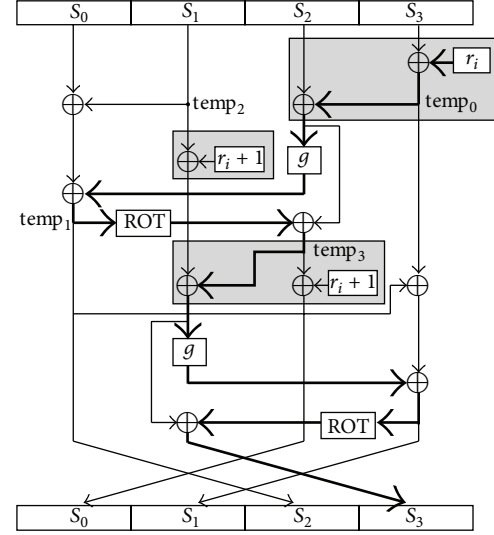 S₀ S₁ S₂ S₃
rᵢ
temp₂ temp₀
g
rᵢ + 1
temp₁ ROT
temp₃
rᵢ + 1
g
ROT
S₀ S₁ S₂ S₃